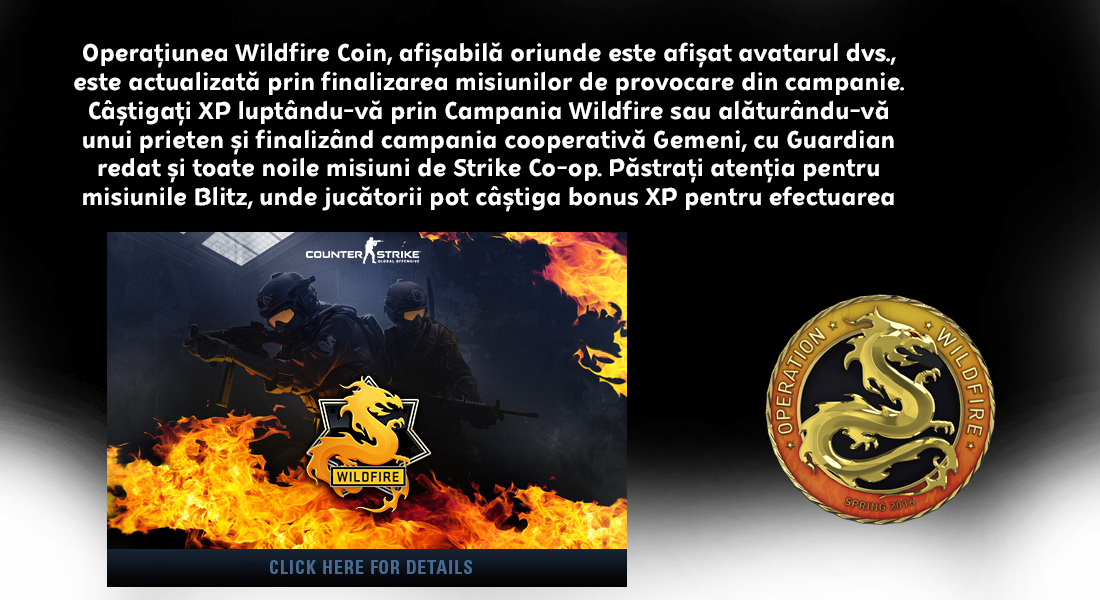 Operațiunea Wildfire Coin, afișabilă oriunde este afișat avatarul dvs.,
este actualizată prin finalizarea misiunilor de provocare din campanie.
Câștigați XP luptându-vă prin Campania Wildfire sau alăturându-vă
unui prieten și finalizând campania cooperativă Gemeni, cu Guardian
redat și toate noile misiuni de Strike Co-op. Păstrați atenția pentru
misiunile Blitz, unde jucătorii pot câștiga bonus XP pentru efectuarea
COUNTER STRIKE
GLOBAL OFFENSIVE
WILDFIRE
CLICK HERE FOR DETAILS
OPERATION WILDFIRE
SPRING 2016